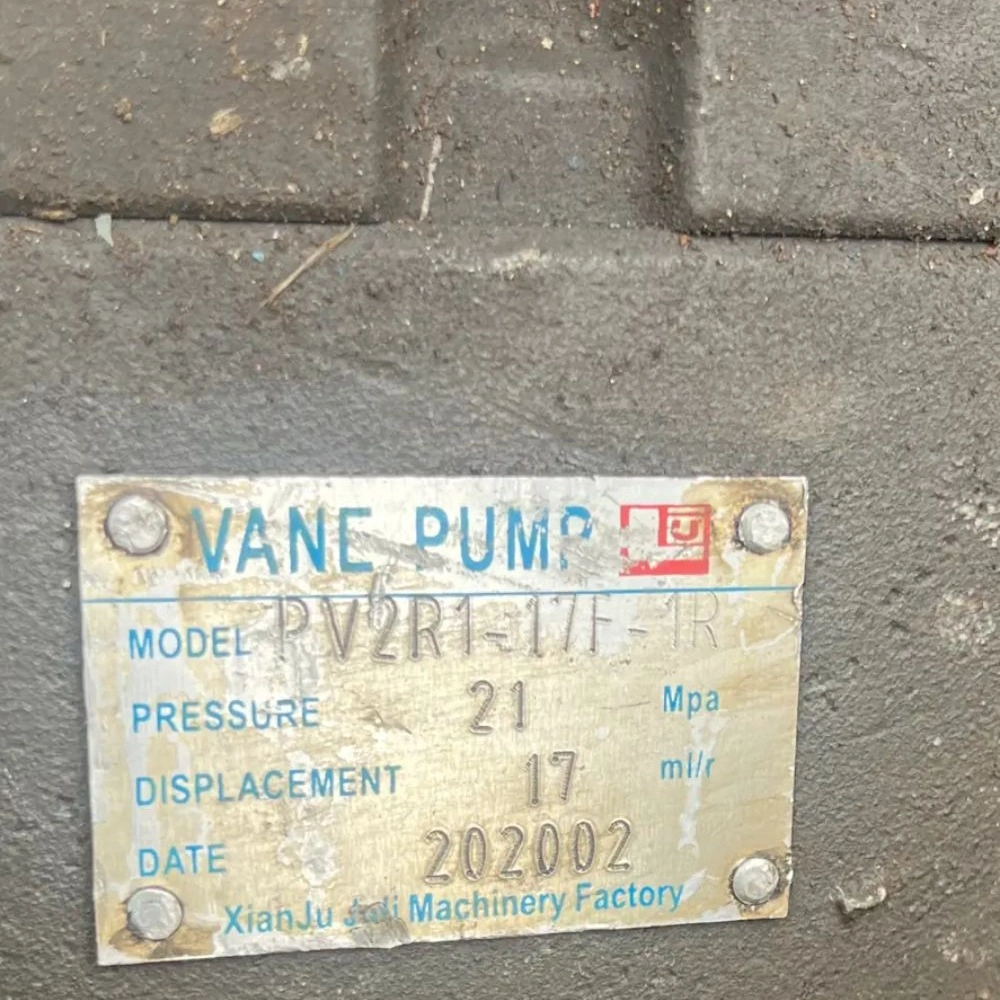 VANE PUMP
MODEL PV2R1-17F-1R
PRESSURE 21 Mpa
DISPLACEMENT 17 ml/r
DATE 202002
XianJu Machinery Factory